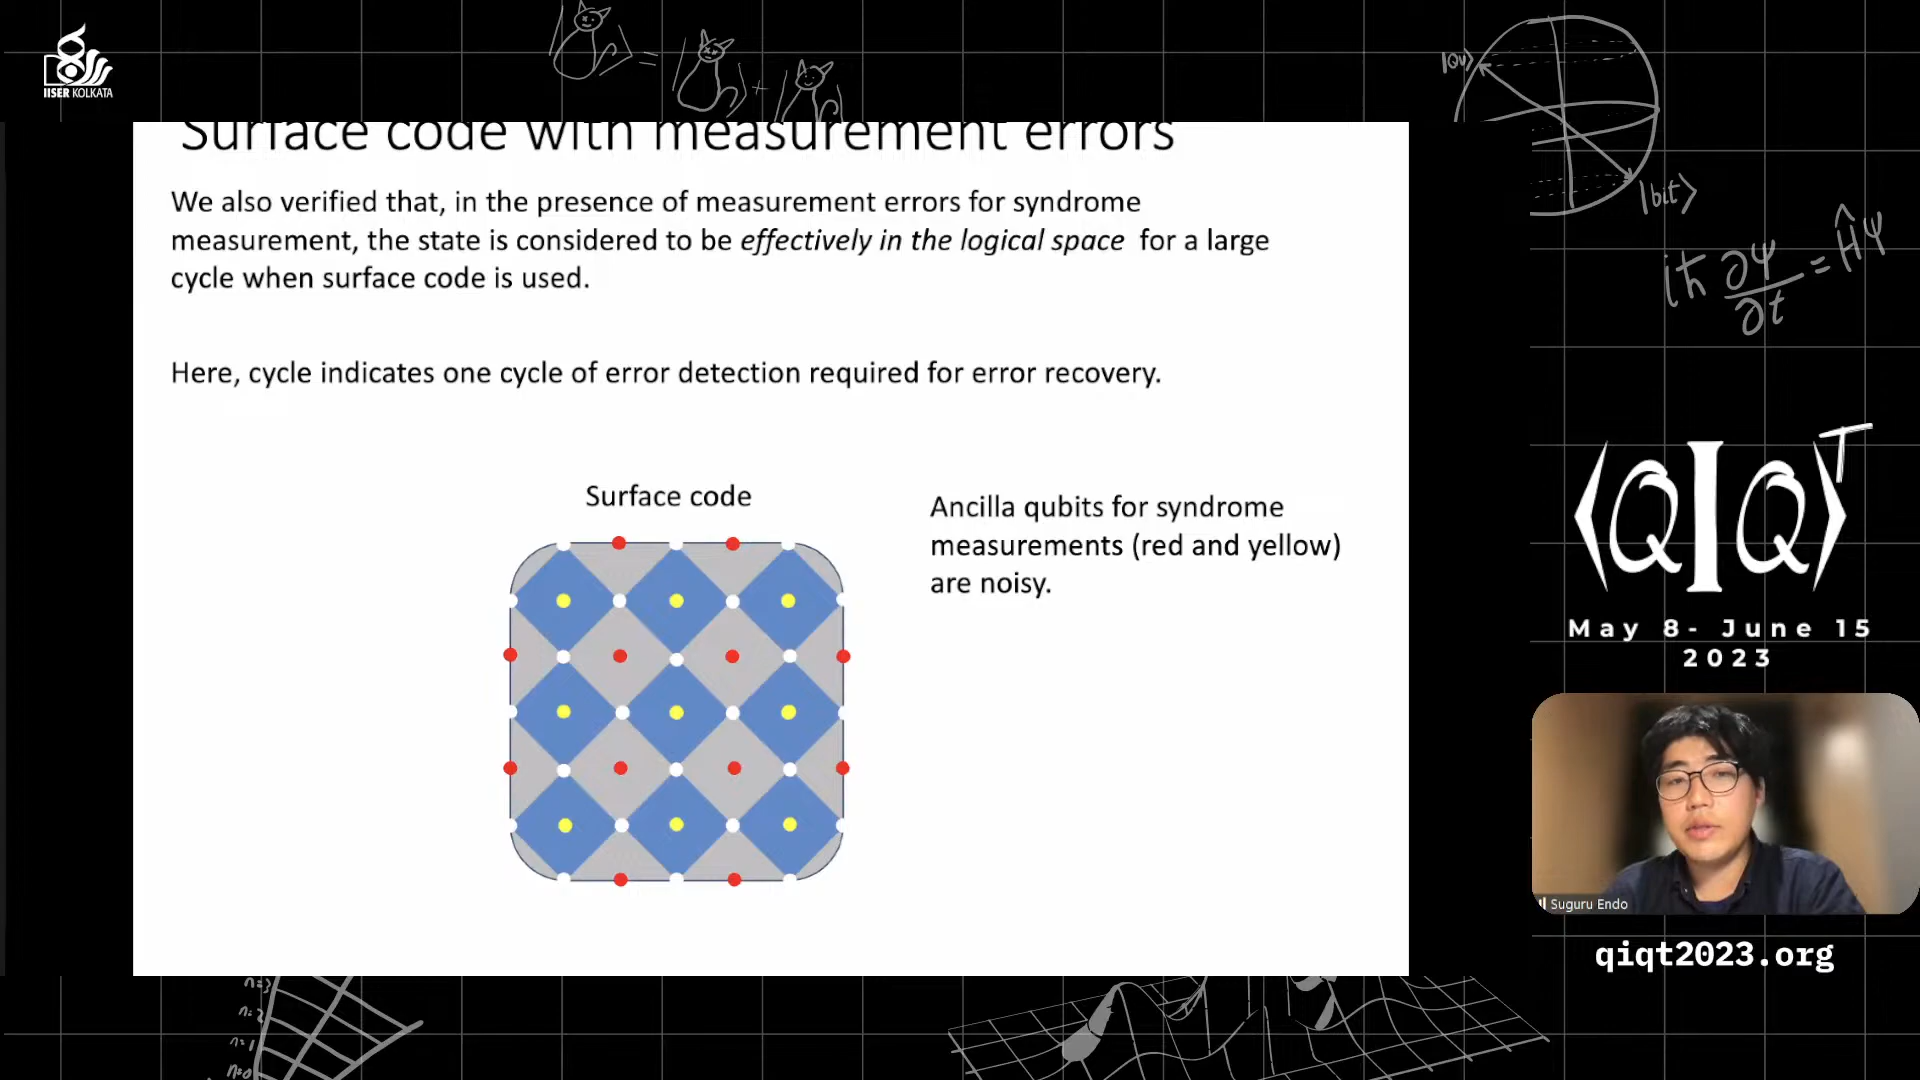 IISER KOLKATA
Surface code with measurement errors
We also verified that, in the presence of measurement errors for syndrome
measurement, the state is considered to be effectively in the logical space for a large
cycle when surface code is used.
Here, cycle indicates one cycle of error detection required for error recovery.
Surface code
Ancilla qubits for syndrome
measurements (red and yellow)
are noisy.
|bit⟩
iħ ∂Ψ/∂t = ĤΨ
⟨QIQ⟩ᵀ
May 8- June 15
2023
Suguru Endo
qiqt2023.org
n=3
n=2
n=1
n=0